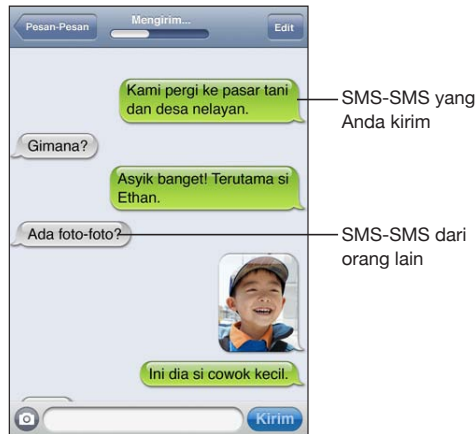 Pesan-Pesan
Mengirim...
Edit
Kami pergi ke pasar tani
dan desa nelayan.
SMS-SMS yang
Anda kirim
Gimana?
Asyik banget! Terutama si
Ethan.
Ada foto-foto?
SMS-SMS dari
orang lain
Ini dia si cowok kecil.
Kirim